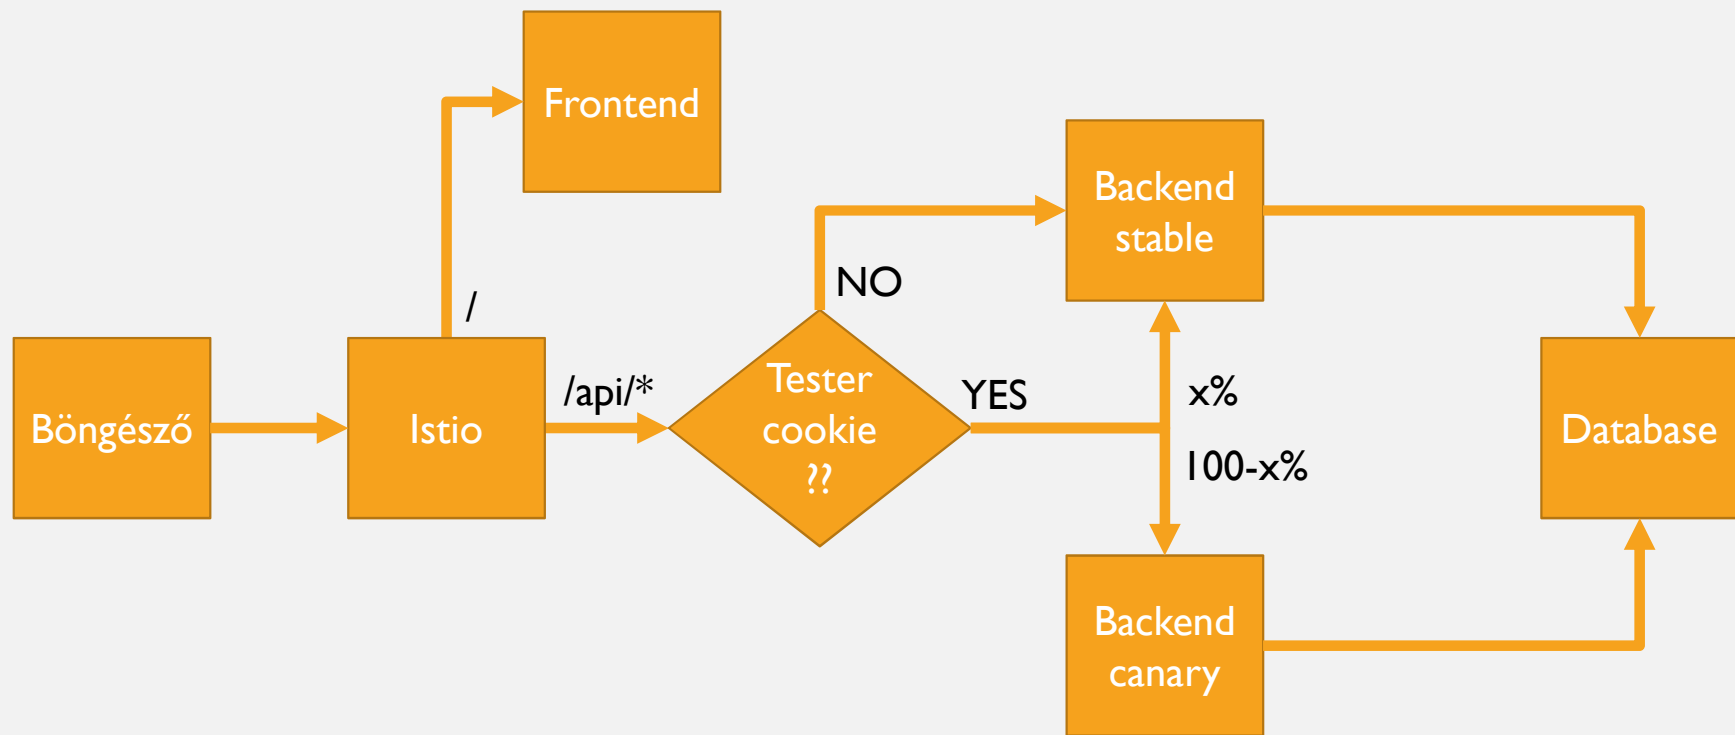 Frontend
Backend
stable
NO
/
Tester
cookie
??
/api/*
YES
x%
100-x%
Böngésző
Istio
Database
Backend
canary